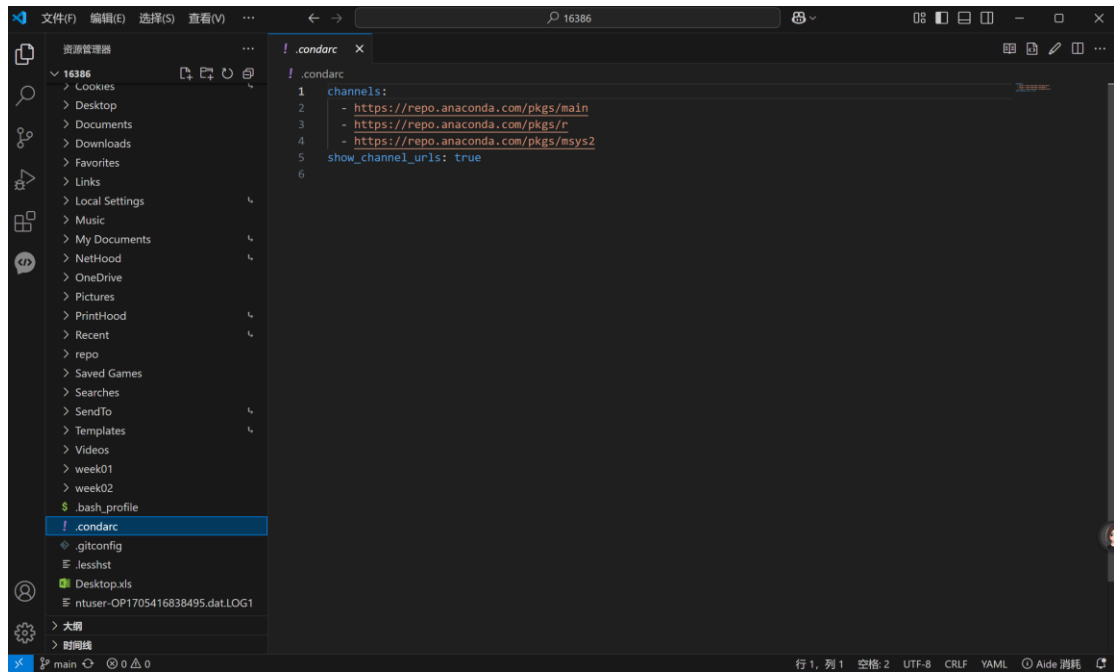 文件(F) 编辑(E) 选择(S) 查看(V) ··· 16386
资源管理器 ···
16386
Cookies
Desktop
Documents
Downloads
Favorites
Links
Local Settings
Music
My Documents
NetHood
OneDrive
Pictures
PrintHood
Recent
repo
Saved Games
Searches
SendTo
Templates
Videos
week01
week02
$ .bash_profile
! .condarc
.gitconfig
.lesshst
Desktop.xls
ntuser-OP1705416838495.dat.LOG1
大纲
时间线
! .condarc
! .condarc
1 channels:
2 - https://repo.anaconda.com/pkgs/main
3 - https://repo.anaconda.com/pkgs/r
4 - https://repo.anaconda.com/pkgs/msys2
5 show_channel_urls: true
6
main 0 0 行 1, 列 1 空格: 2 UTF-8 CRLF YAML Aide 消耗